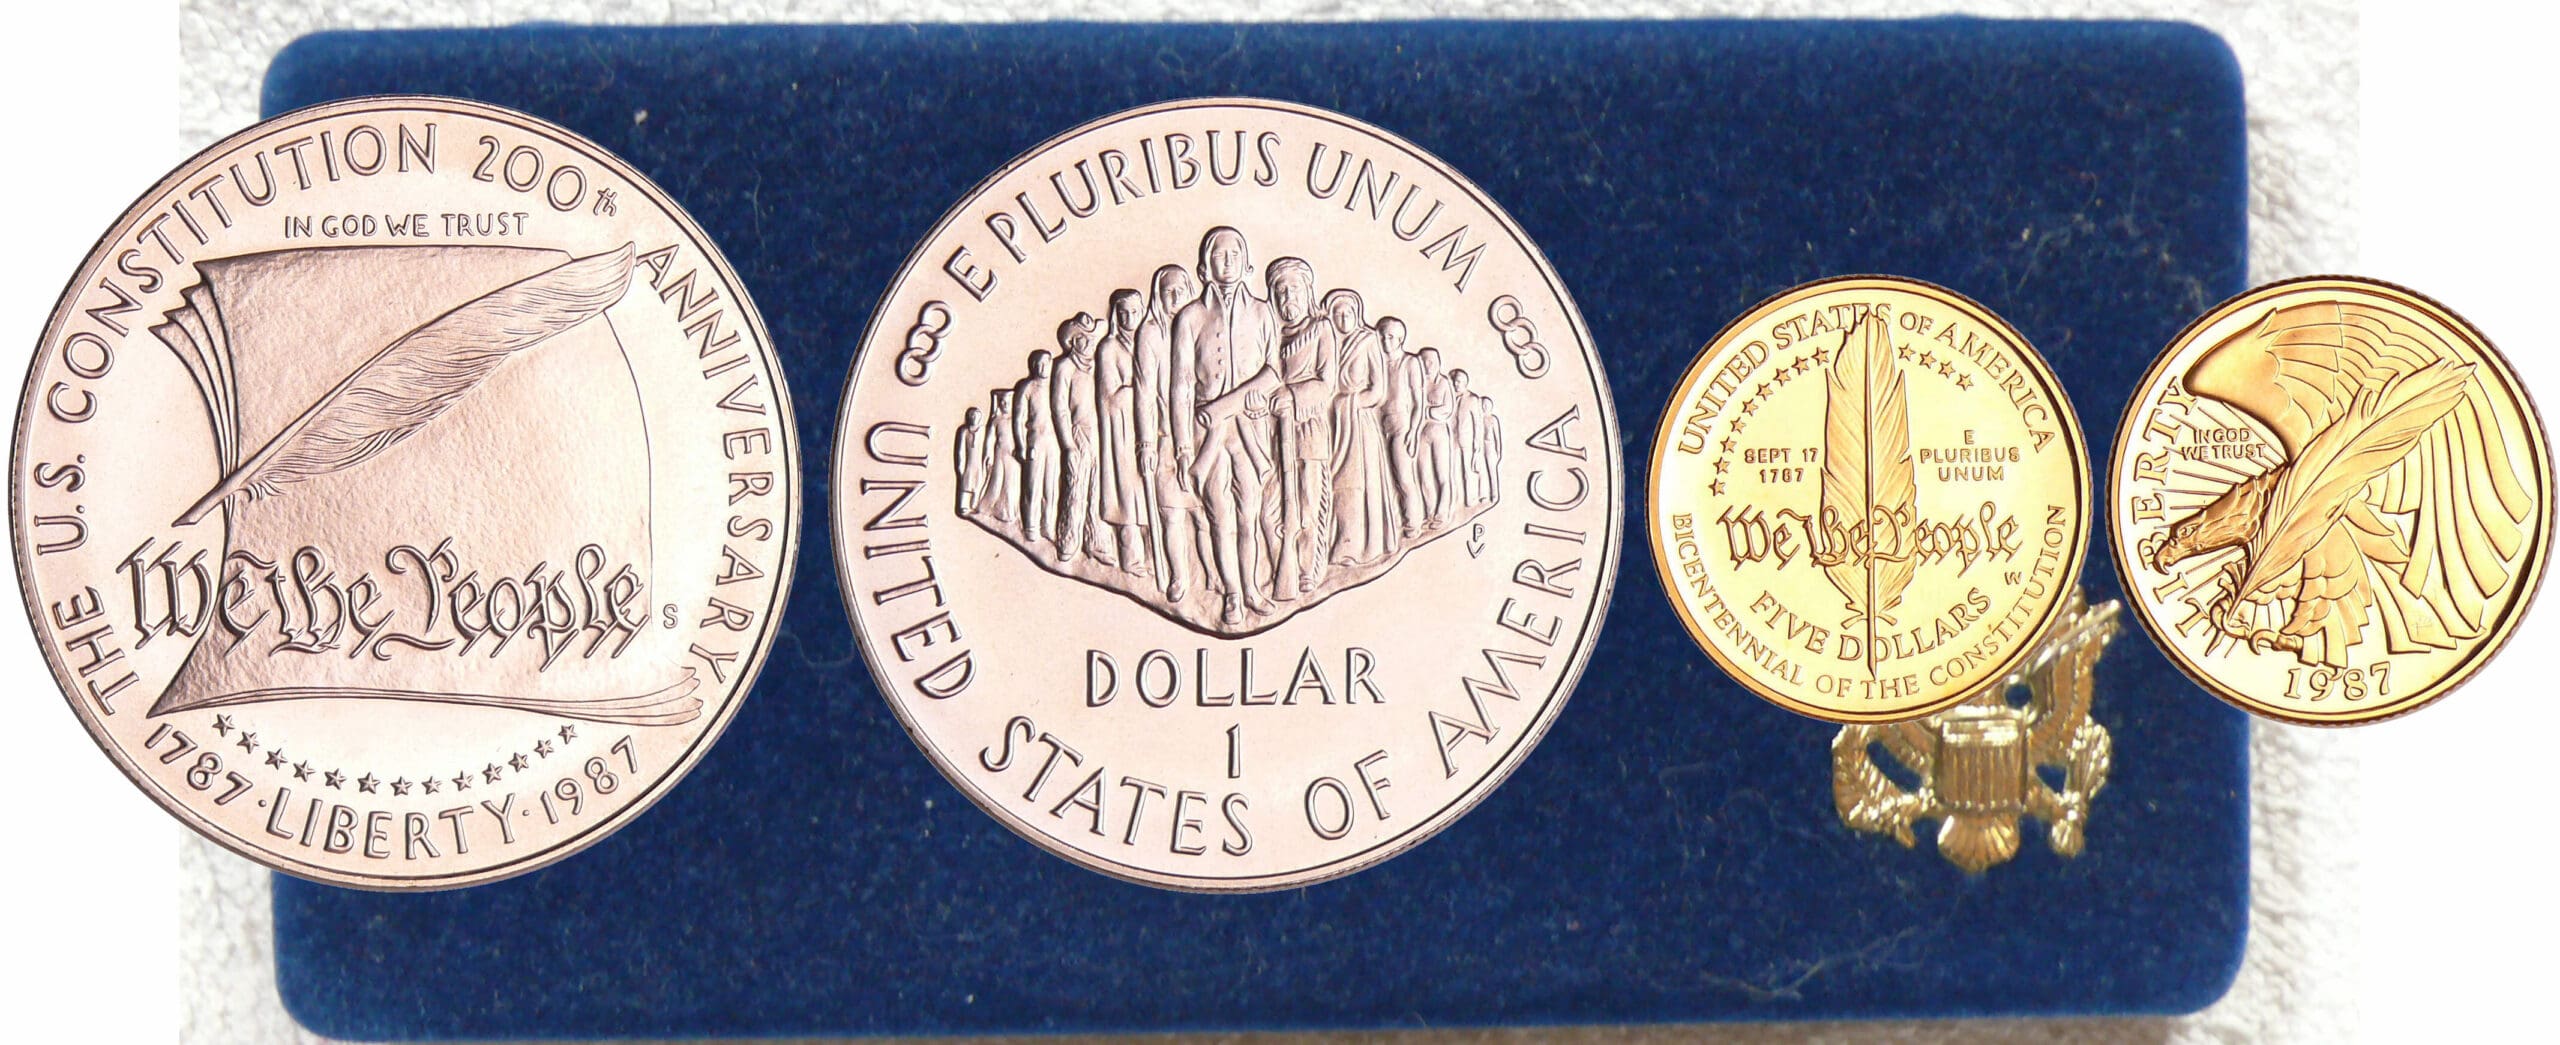 THE U.S. CONSTITUTION 200th ANNIVERSARY
IN GOD WE TRUST
We the People
S
1787 · LIBERTY · 1987
E PLURIBUS UNUM
UNITED STATES OF AMERICA
DOLLAR
1
UNITED STATES OF AMERICA
SEPT 17
1787
E
PLURIBUS
UNUM
We the People
W
FIVE DOLLARS
BICENTENNIAL OF THE CONSTITUTION
LIBERTY
IN GOD
WE TRUST
1987